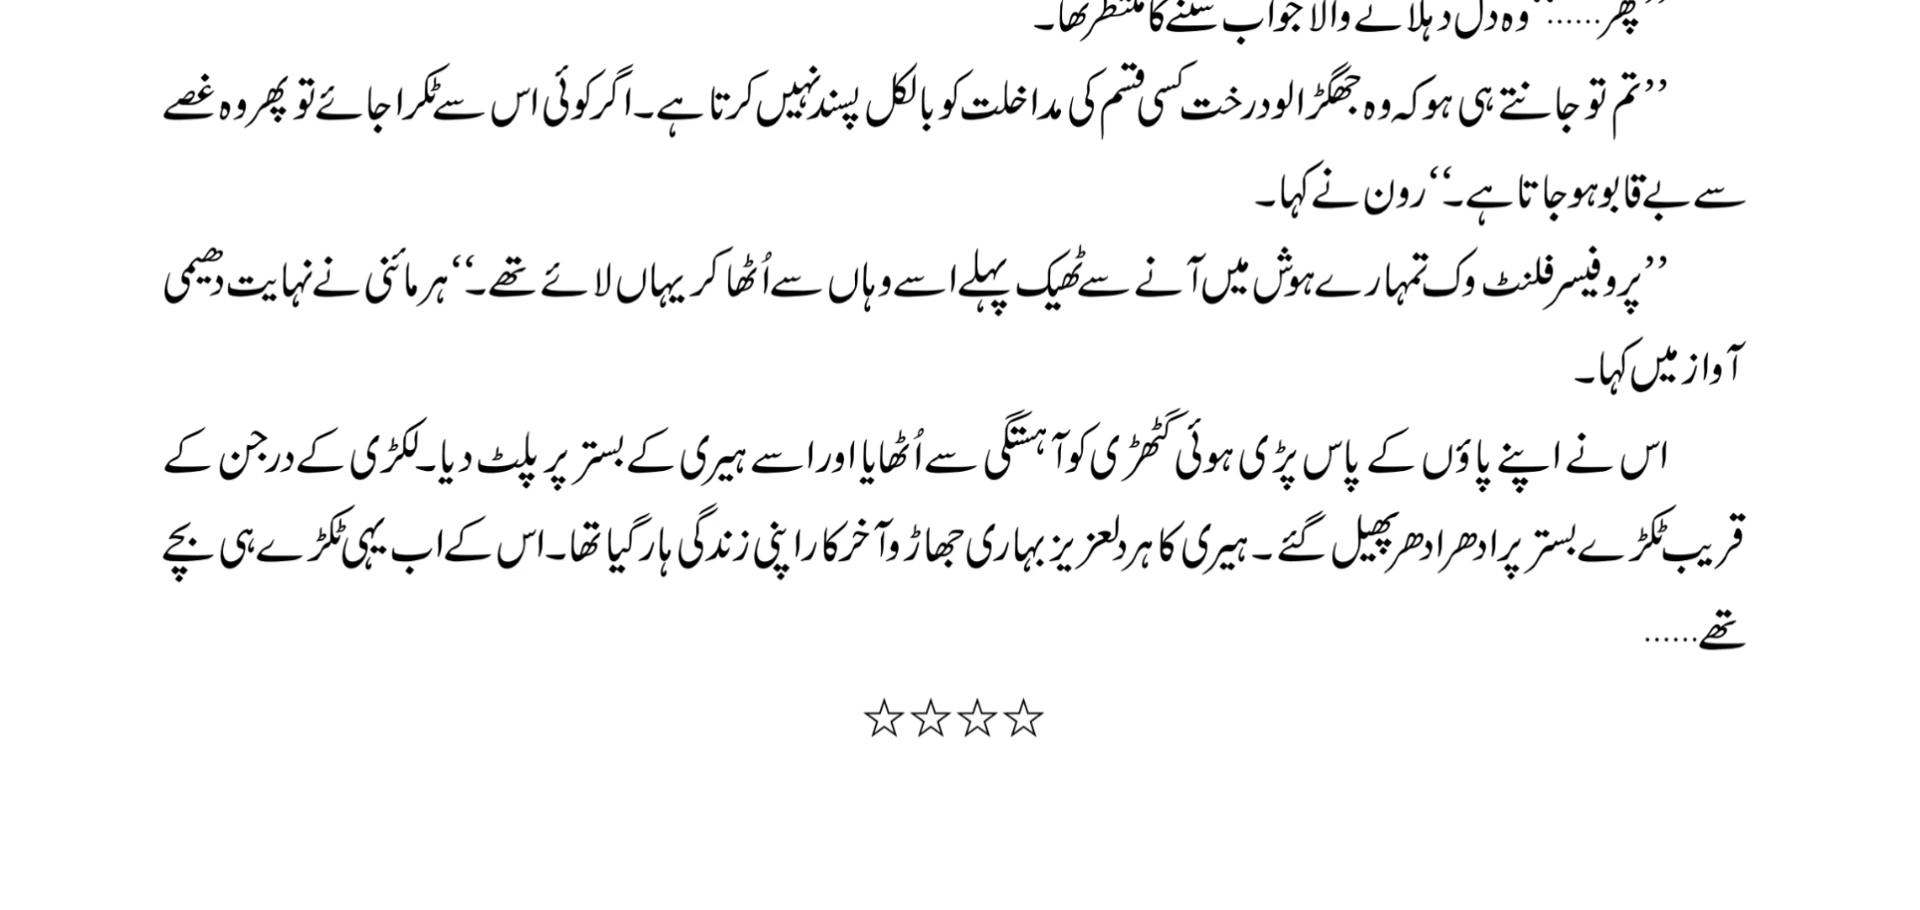 ’’پھر......‘‘ وہ دل دہلانے والا جواب سننے کا منتظر تھا۔
’’تم تو جانتے ہی ہو کہ وہ جھگڑالو درخت کسی قسم کی مداخلت کو بالکل پسند نہیں کرتا ہے۔ اگر کوئی اس سے ٹکرا جائے تو پھر وہ غصے
سے بے قابو ہو جاتا ہے۔‘‘ رون نے کہا۔
’’پروفیسر فلنٹ وک تمہارے ہوش میں آنے سے ٹھیک پہلے اسے وہاں سے اُٹھا کر یہاں لائے تھے۔‘‘ ہرمائنی نے نہایت دھیمی
آواز میں کہا۔
اس نے اپنے پاؤں کے پاس پڑی ہوئی گٹھڑی کو آہستگی سے اُٹھایا اور اسے ہیری کے بستر پر پلٹ دیا۔ لکڑی کے درجن کے
قریب ٹکڑے بستر پر ادھر ادھر پھیل گئے۔ ہیری کا ہر دلعزیز بہاری جھاڑو آخر کار اپنی زندگی ہار گیا تھا۔ اس کے اب یہی ٹکڑے ہی بچے
تھے......
☆☆☆☆